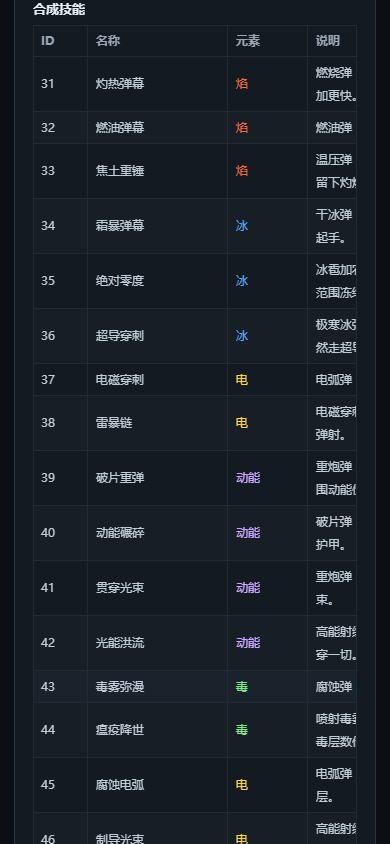 合成技能
ID 名称 元素 说明
31 灼热弹幕 焰 燃烧弹
加更快。
32 燃油弹幕 焰 燃油弹
33 焦土重锤 焰 温压弹
留下灼
34 霜暴弹幕 冰 干冰弹
起手。
35 绝对零度 冰 冰雹加
范围冻
36 超导穿刺 冰 极寒冰
然走超
37 电磁穿刺 电 电弧弹
38 雷暴链 电 电磁穿
弹射。
39 破片重弹 动能 重炮弹
围动能
40 动能碾碎 动能 破片弹
护甲。
41 贯穿光束 动能 重炮弹
束。
42 光能洪流 动能 高能射
穿一切。
43 毒雾弥漫 毒 腐蚀弹
44 瘟疫降世 毒 喷射毒
毒层数
45 腐蚀电弧 电 电弧弹
层。
46 制导光束 电 高能射